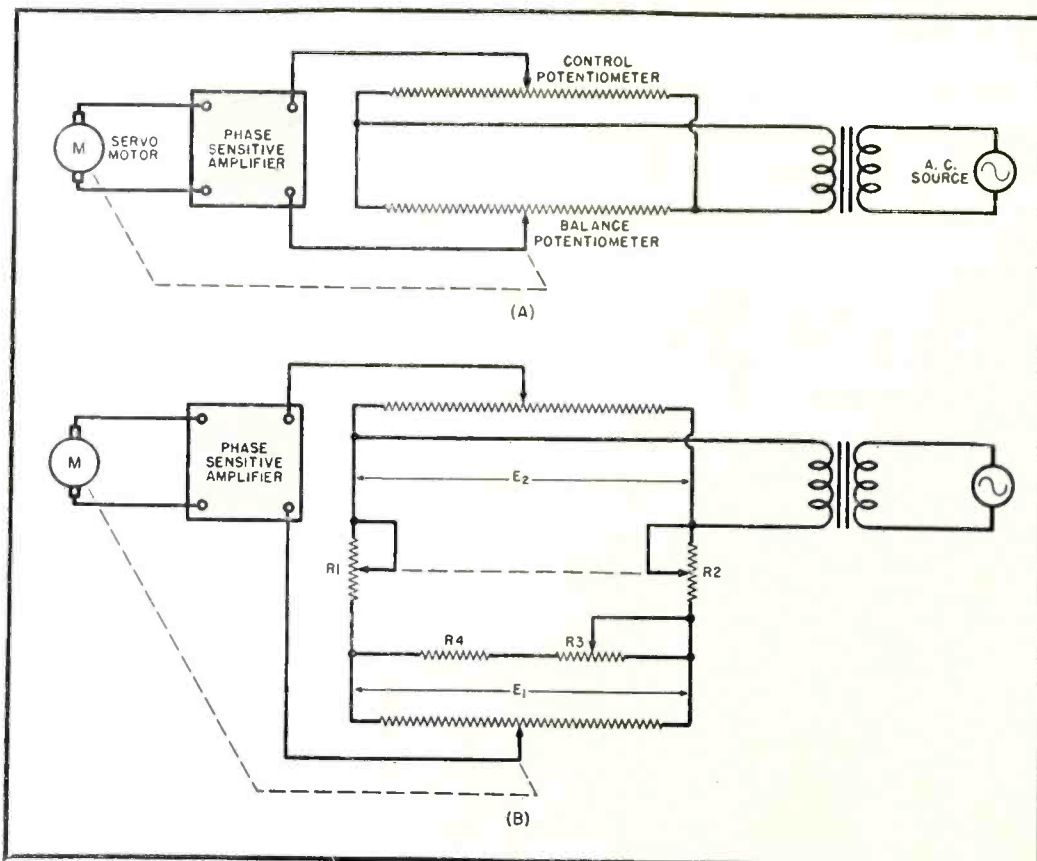 CONTROL
POTENTIOMETER
PHASE
SENSITIVE
AMPLIFIER
M
SERVO
MOTOR
A. C.
SOURCE
BALANCE
POTENTIOMETER
(A)
PHASE
SENSITIVE
AMPLIFIER
M
E2
R1
R2
R4
R3
E1
(B)